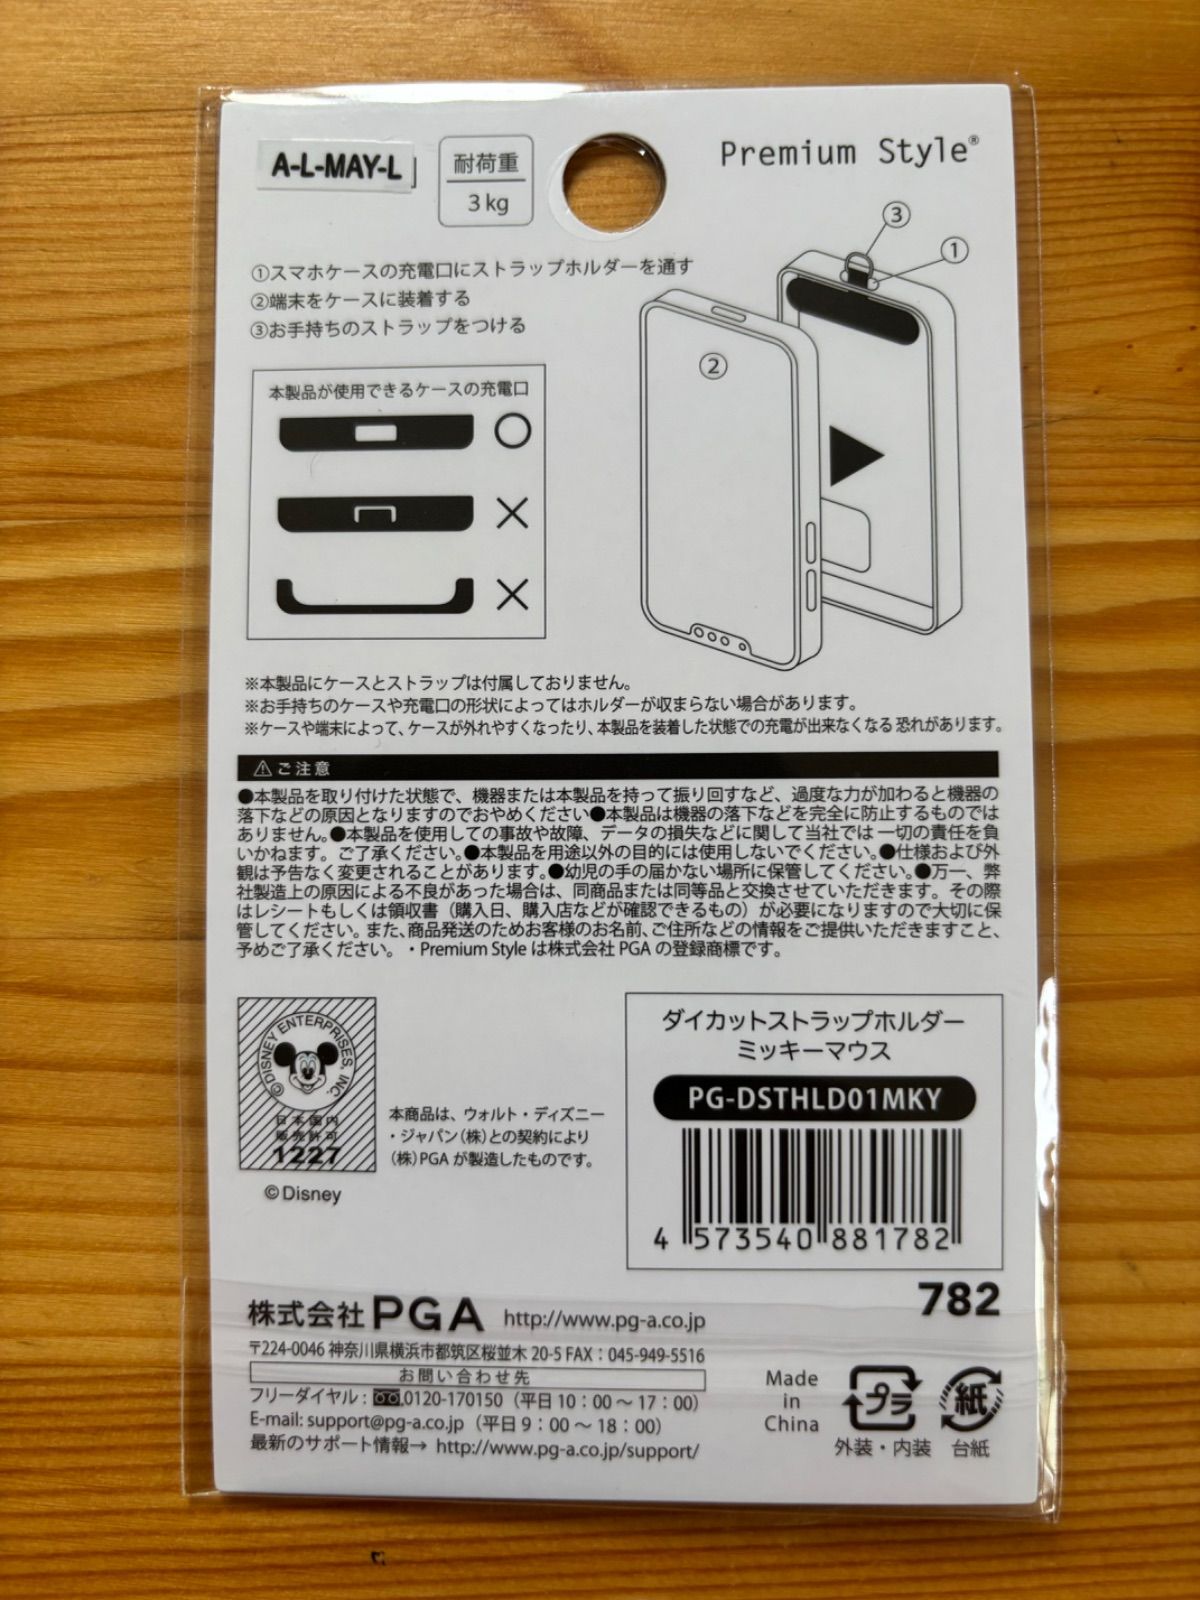 A-L-MAY-L
耐荷重
3kg
Premium Style®
③
①
①スマホケースの充電口にストラップホルダーを通す
②端末をケースに装着する
③お手持ちのストラップをつける
②
本製品が使用できるケースの充電口
※本製品にケースとストラップは付属しておりません。
※お手持ちのケースや充電口の形状によってはホルダーが収まらない場合があります。
※ケースや端末によって、ケースが外れやすくなったり、本製品を装着した状態での充電が出来なくなる 恐れがあります。
⚠ご注意
●本製品を取り付けた状態で、機器または本製品を持って振り回すなど、過度な力が加わると機器の
落下などの原因となりますのでおやめください●本製品は機器の落下などを完全に防止するものでは
ありません。●本製品を使用しての事故や故障、データの損失などに関して当社では 一切の責任を負
いかねます。ご了承ください。●本製品を用途以外の目的には使用しないでください。●仕様および外
観は予告なく変更されることがあります。●幼児の手の届かない場所に保管してください。●万一、弊
社製造上の原因による不良があった場合は、同商品または同等品と交換させていただきます。その際
はレシートもしくは領収書（購入日、購入店などが確認できるもの）が必要になりますので大切に保
管してください。また、商品発送のためお客様のお名前、ご住所などの情報をご提供いただきますこと、
予めご了承ください。・Premium Style は株式会社 PGA の登録商標です。
©DISNEY ENTERPRISES, INC.
日本国内
販売許可
1227
©Disney
本商品は、ウォルト・ディズニー
・ジャパン（株）との契約により
（株）PGA が製造したものです。
ダイカットストラップホルダー
ミッキーマウス
PG-DSTHLD01MKY
4 573540 881782
782
株式会社PGA http://www.pg-a.co.jp
〒224-0046 神奈川県横浜市都筑区桜並木 20-5 FAX：045-949-5516
お問い合わせ先
フリーダイヤル：0120-170150（平日10：00～17：00）
E-mail: support@pg-a.co.jp（平日9：00～18：00）
最新のサポート情報→ http://www.pg-a.co.jp/support/
Made
in
China
プラ
外装・内装
紙
台紙